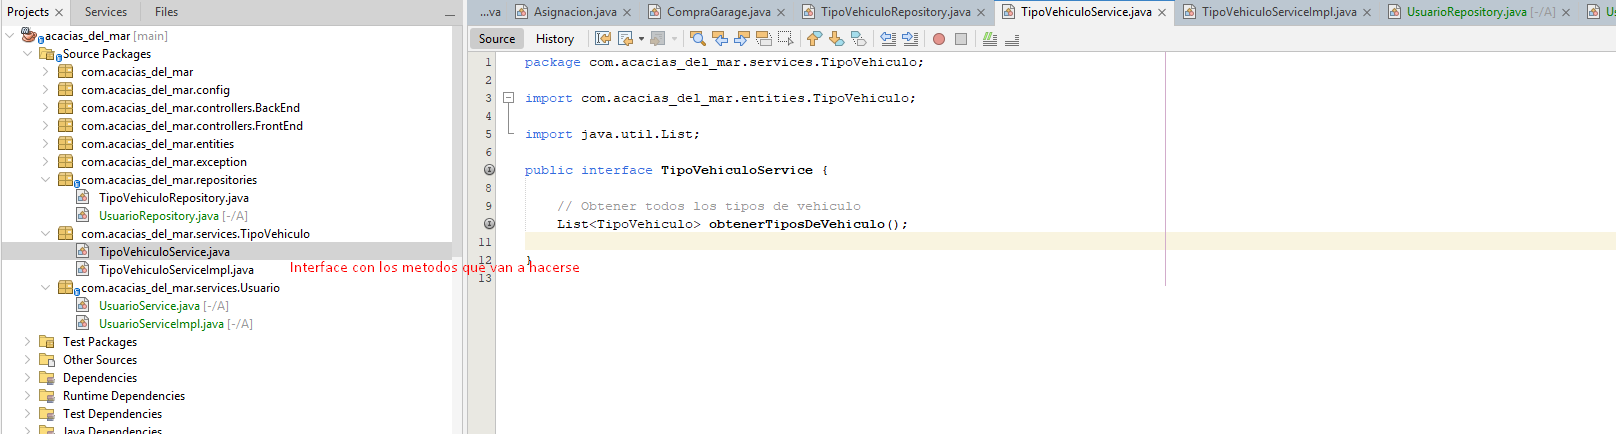 Projects
Services
Files
acacias_del_mar [main]
Source Packages
com.acacias_del_mar
com.acacias_del_mar.config
com.acacias_del_mar.controllers.BackEnd
com.acacias_del_mar.controllers.FrontEnd
com.acacias_del_mar.entities
com.acacias_del_mar.exception
com.acacias_del_mar.repositories
TipoVehiculoRepository.java
UsuarioRepository.java [-/A]
com.acacias_del_mar.services.TipoVehiculo
TipoVehiculoService.java
TipoVehiculoServiceImpl.java
Interface con los metodos que van a hacerse
com.acacias_del_mar.services.Usuario
UsuarioService.java [-/A]
UsuarioServiceImpl.java [-/A]
Test Packages
Other Sources
Dependencies
Runtime Dependencies
Test Dependencies
Java Dependencies
...va
Asignacion.java
CompraGarage.java
TipoVehiculoRepository.java
TipoVehiculoService.java
TipoVehiculoServiceImpl.java
UsuarioRepository.java [-/A]
Source
History
1 package com.acacias_del_mar.services.TipoVehiculo;
2
3 import com.acacias_del_mar.entities.TipoVehiculo;
4
5 import java.util.List;
6
public interface TipoVehiculoService {
8
9 // Obtener todos los tipos de vehiculo
List<TipoVehiculo> obtenerTiposDeVehiculo();
11
12 }
13